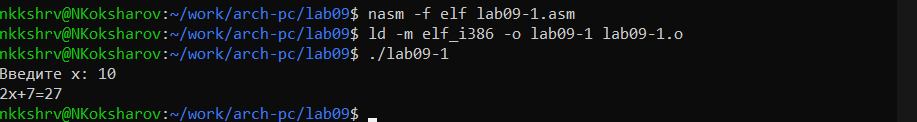 nkkshrv@NKoksharov:~/work/arch-pc/lab09$ nasm -f elf lab09-1.asm
nkkshrv@NKoksharov:~/work/arch-pc/lab09$ ld -m elf_i386 -o lab09-1 lab09-1.o
nkkshrv@NKoksharov:~/work/arch-pc/lab09$ ./lab09-1
Введите x: 10
2x+7=27
nkkshrv@NKoksharov:~/work/arch-pc/lab09$